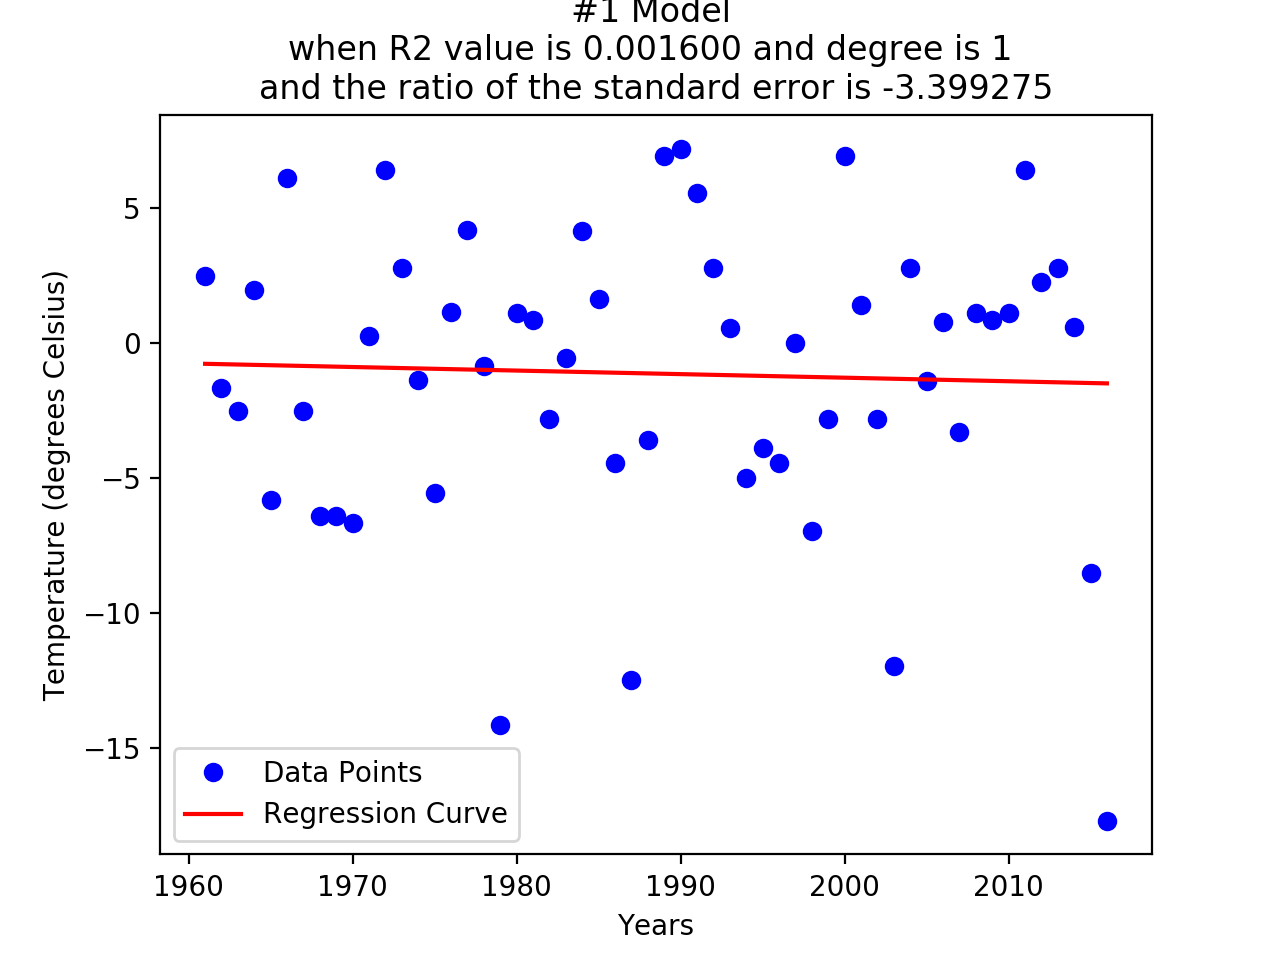 #1 Model
when R2 value is 0.001600 and degree is 1
and the ratio of the standard error is -3.399275
Temperature (degrees Celsius)
5
0
−5
−10
−15
Data Points
Regression Curve
1960 1970 1980 1990 2000 2010
Years